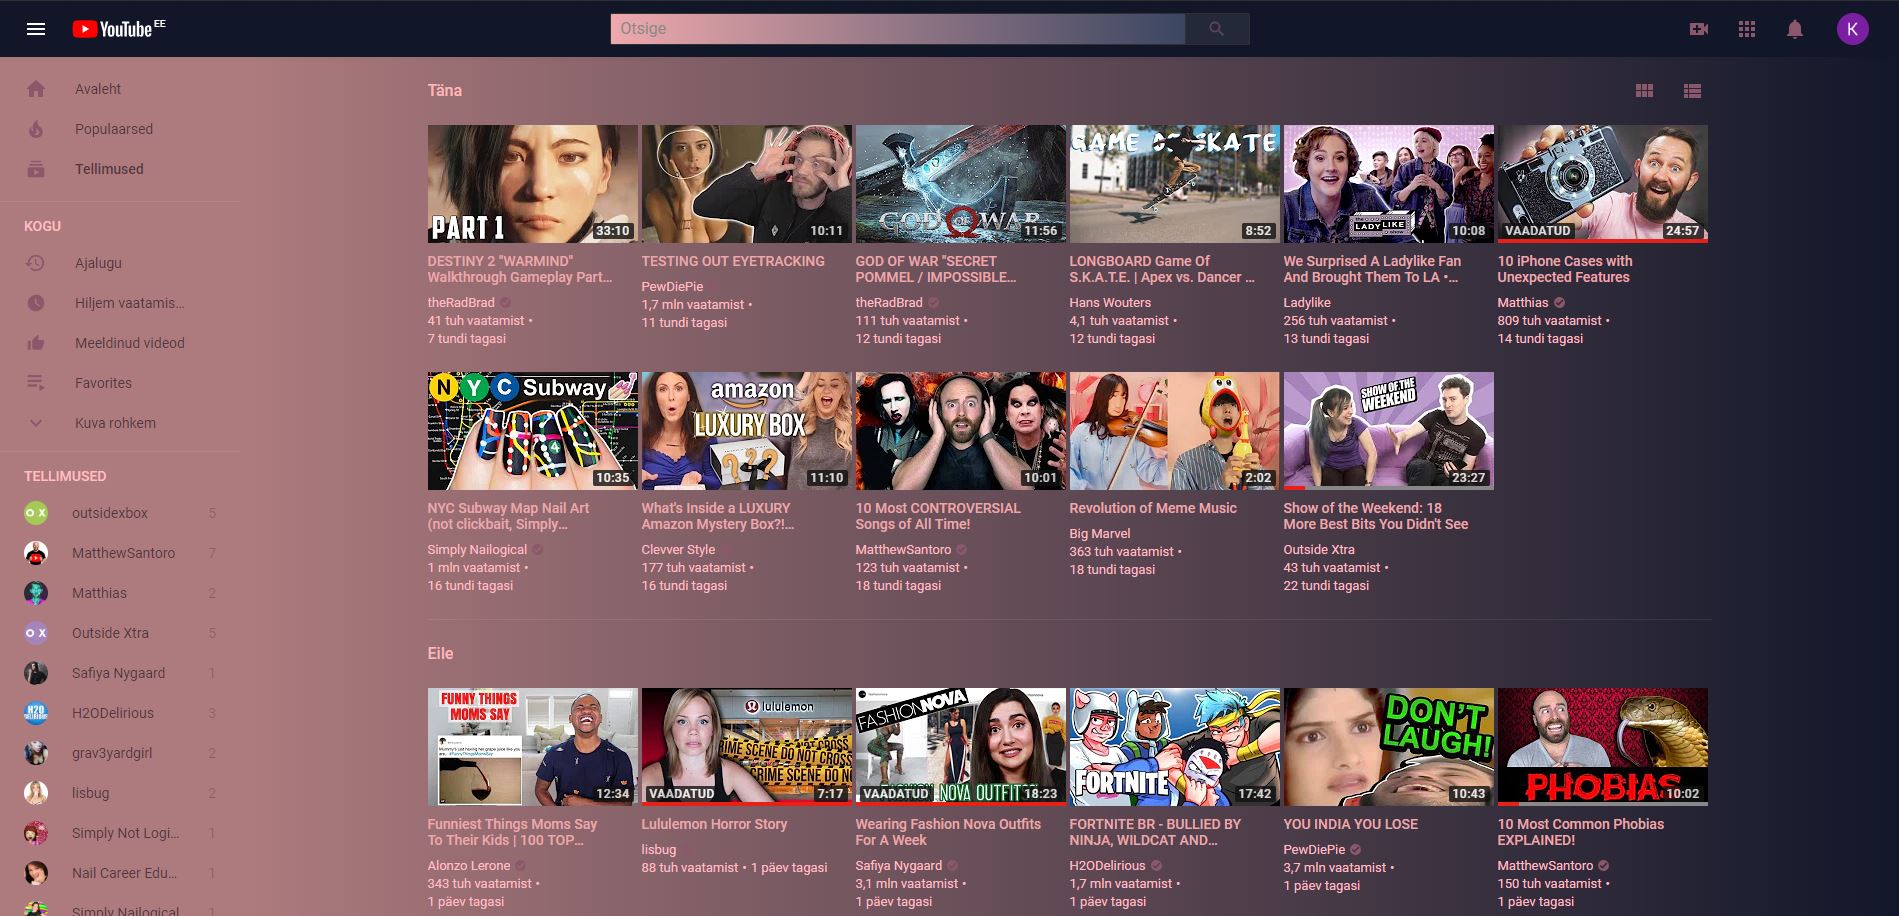 YouTube EE
Otsige
K
Avaleht
Populaarsed
Tellimused
KOGU
Ajalugu
Hiljem vaatamis...
Meeldinud videod
Favorites
Kuva rohkem
TELLIMUSED
outsidexbox 5
MatthewSantoro 7
Matthias 2
Outside Xtra 5
Safiya Nygaard 1
H2ODelirious 3
grav3yardgirl 2
lisbug 2
Simply Not Logi... 1
Nail Career Edu... 1
Simply Nailogical 1
Täna
PART 1
33:10
DESTINY 2 "WARMIND"
Walkthrough Gameplay Part...
theRadBrad
41 tuh vaatamist •
7 tundi tagasi
10:11
TESTING OUT EYETRACKING
PewDiePie
1,7 mln vaatamist •
11 tundi tagasi
GOD OF WAR
11:56
GOD OF WAR "SECRET
POMMEL / IMPOSSIBLE...
theRadBrad
111 tuh vaatamist •
12 tundi tagasi
GAME OF SKATE
8:52
LONGBOARD Game Of
S.K.A.T.E. | Apex vs. Dancer ...
Hans Wouters
4,1 tuh vaatamist •
12 tundi tagasi
the
LADYLIKE
show
10:08
We Surprised A Ladylike Fan
And Brought Them To LA •...
Ladylike
256 tuh vaatamist •
13 tundi tagasi
VAADATUD
24:57
10 iPhone Cases with
Unexpected Features
Matthias
809 tuh vaatamist •
14 tundi tagasi
NYC Subway
4
10:35
NYC Subway Map Nail Art
(not clickbait, Simply...
Simply Nailogical
1 mln vaatamist •
16 tundi tagasi
amazon
LUXURY BOX
???
11:10
What's Inside a LUXURY
Amazon Mystery Box?!...
Clevver Style
177 tuh vaatamist •
16 tundi tagasi
10:01
10 Most CONTROVERSIAL
Songs of All Time!
MatthewSantoro
123 tuh vaatamist •
18 tundi tagasi
2:02
Revolution of Meme Music
Big Marvel
363 tuh vaatamist •
18 tundi tagasi
SHOW OF THE
WEEKEND
23:27
Show of the Weekend: 18
More Best Bits You Didn't See
Outside Xtra
43 tuh vaatamist •
22 tundi tagasi
Eile
FUNNY THINGS
MOMS SAY
12:34
Funniest Things Moms Say
To Their Kids | 100 TOP...
Alonzo Lerone
343 tuh vaatamist •
1 päev tagasi
lululemon
CRIME SCENE DO NOT CROSS
CRIME SCENE DO NO
VAADATUD
7:17
Lululemon Horror Story
lisbug
88 tuh vaatamist • 1 päev tagasi
FASHION NOVA
NOVA OUTFITS
VAADATUD
18:23
Wearing Fashion Nova Outfits
For A Week
Safiya Nygaard
3,1 mln vaatamist •
1 päev tagasi
FORTNITE
17:42
FORTNITE BR - BULLIED BY
NINJA, WILDCAT AND...
H2ODelirious
1,7 mln vaatamist •
1 päev tagasi
DON'T
LAUGH!
10:43
YOU INDIA YOU LOSE
PewDiePie
3,7 mln vaatamist •
1 päev tagasi
PHOBIAS
10:02
10 Most Common Phobias
EXPLAINED!
MatthewSantoro
150 tuh vaatamist •
1 päev tagasi